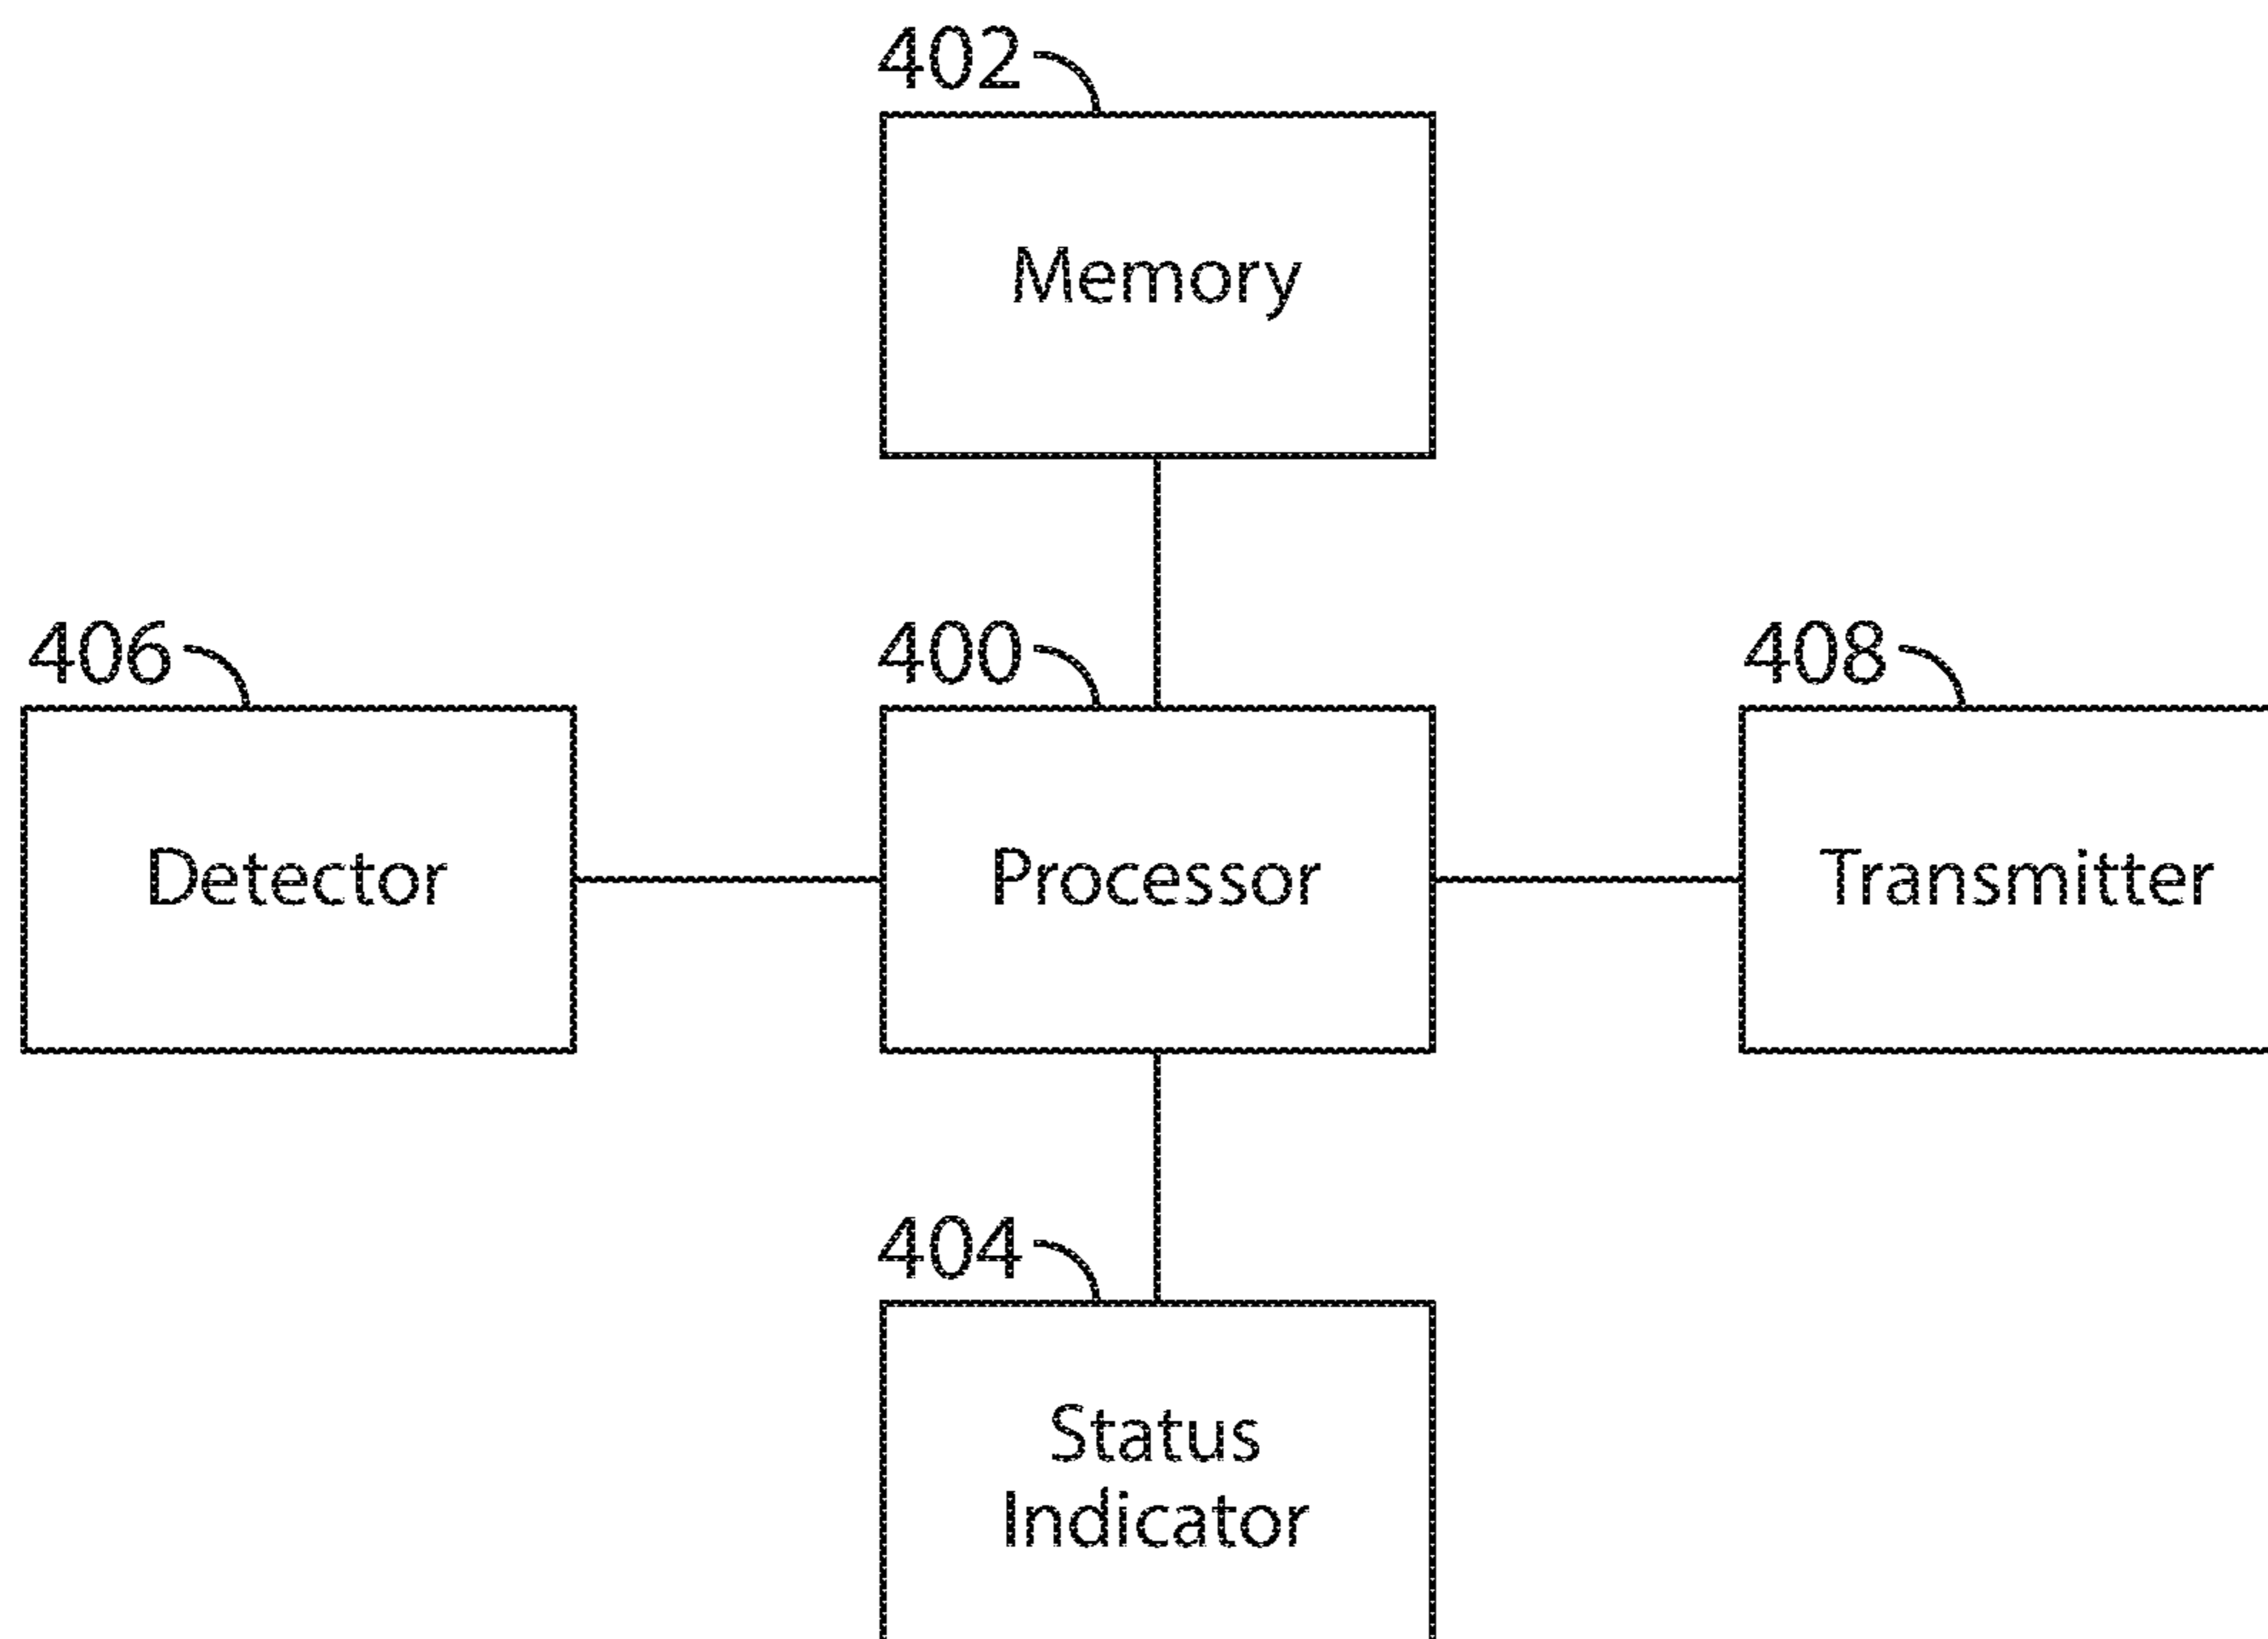 402
Memory
406
400
408
Detector
Processor
Transmitter
404
Status
Indicator